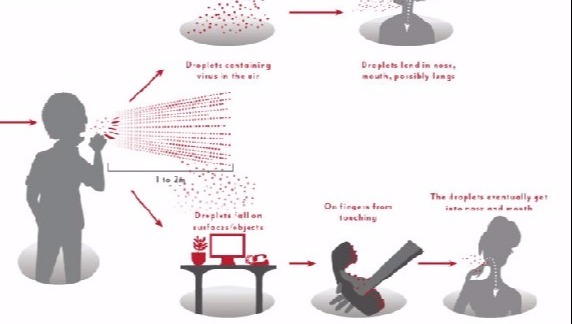 Droplets containing
virus in the air
Droplets land in nose,
mouth, possibly lungs
1 to 2m
Droplets fall on
surfaces/objects
On fingers from
touching
The droplets eventually get
into nose and mouth